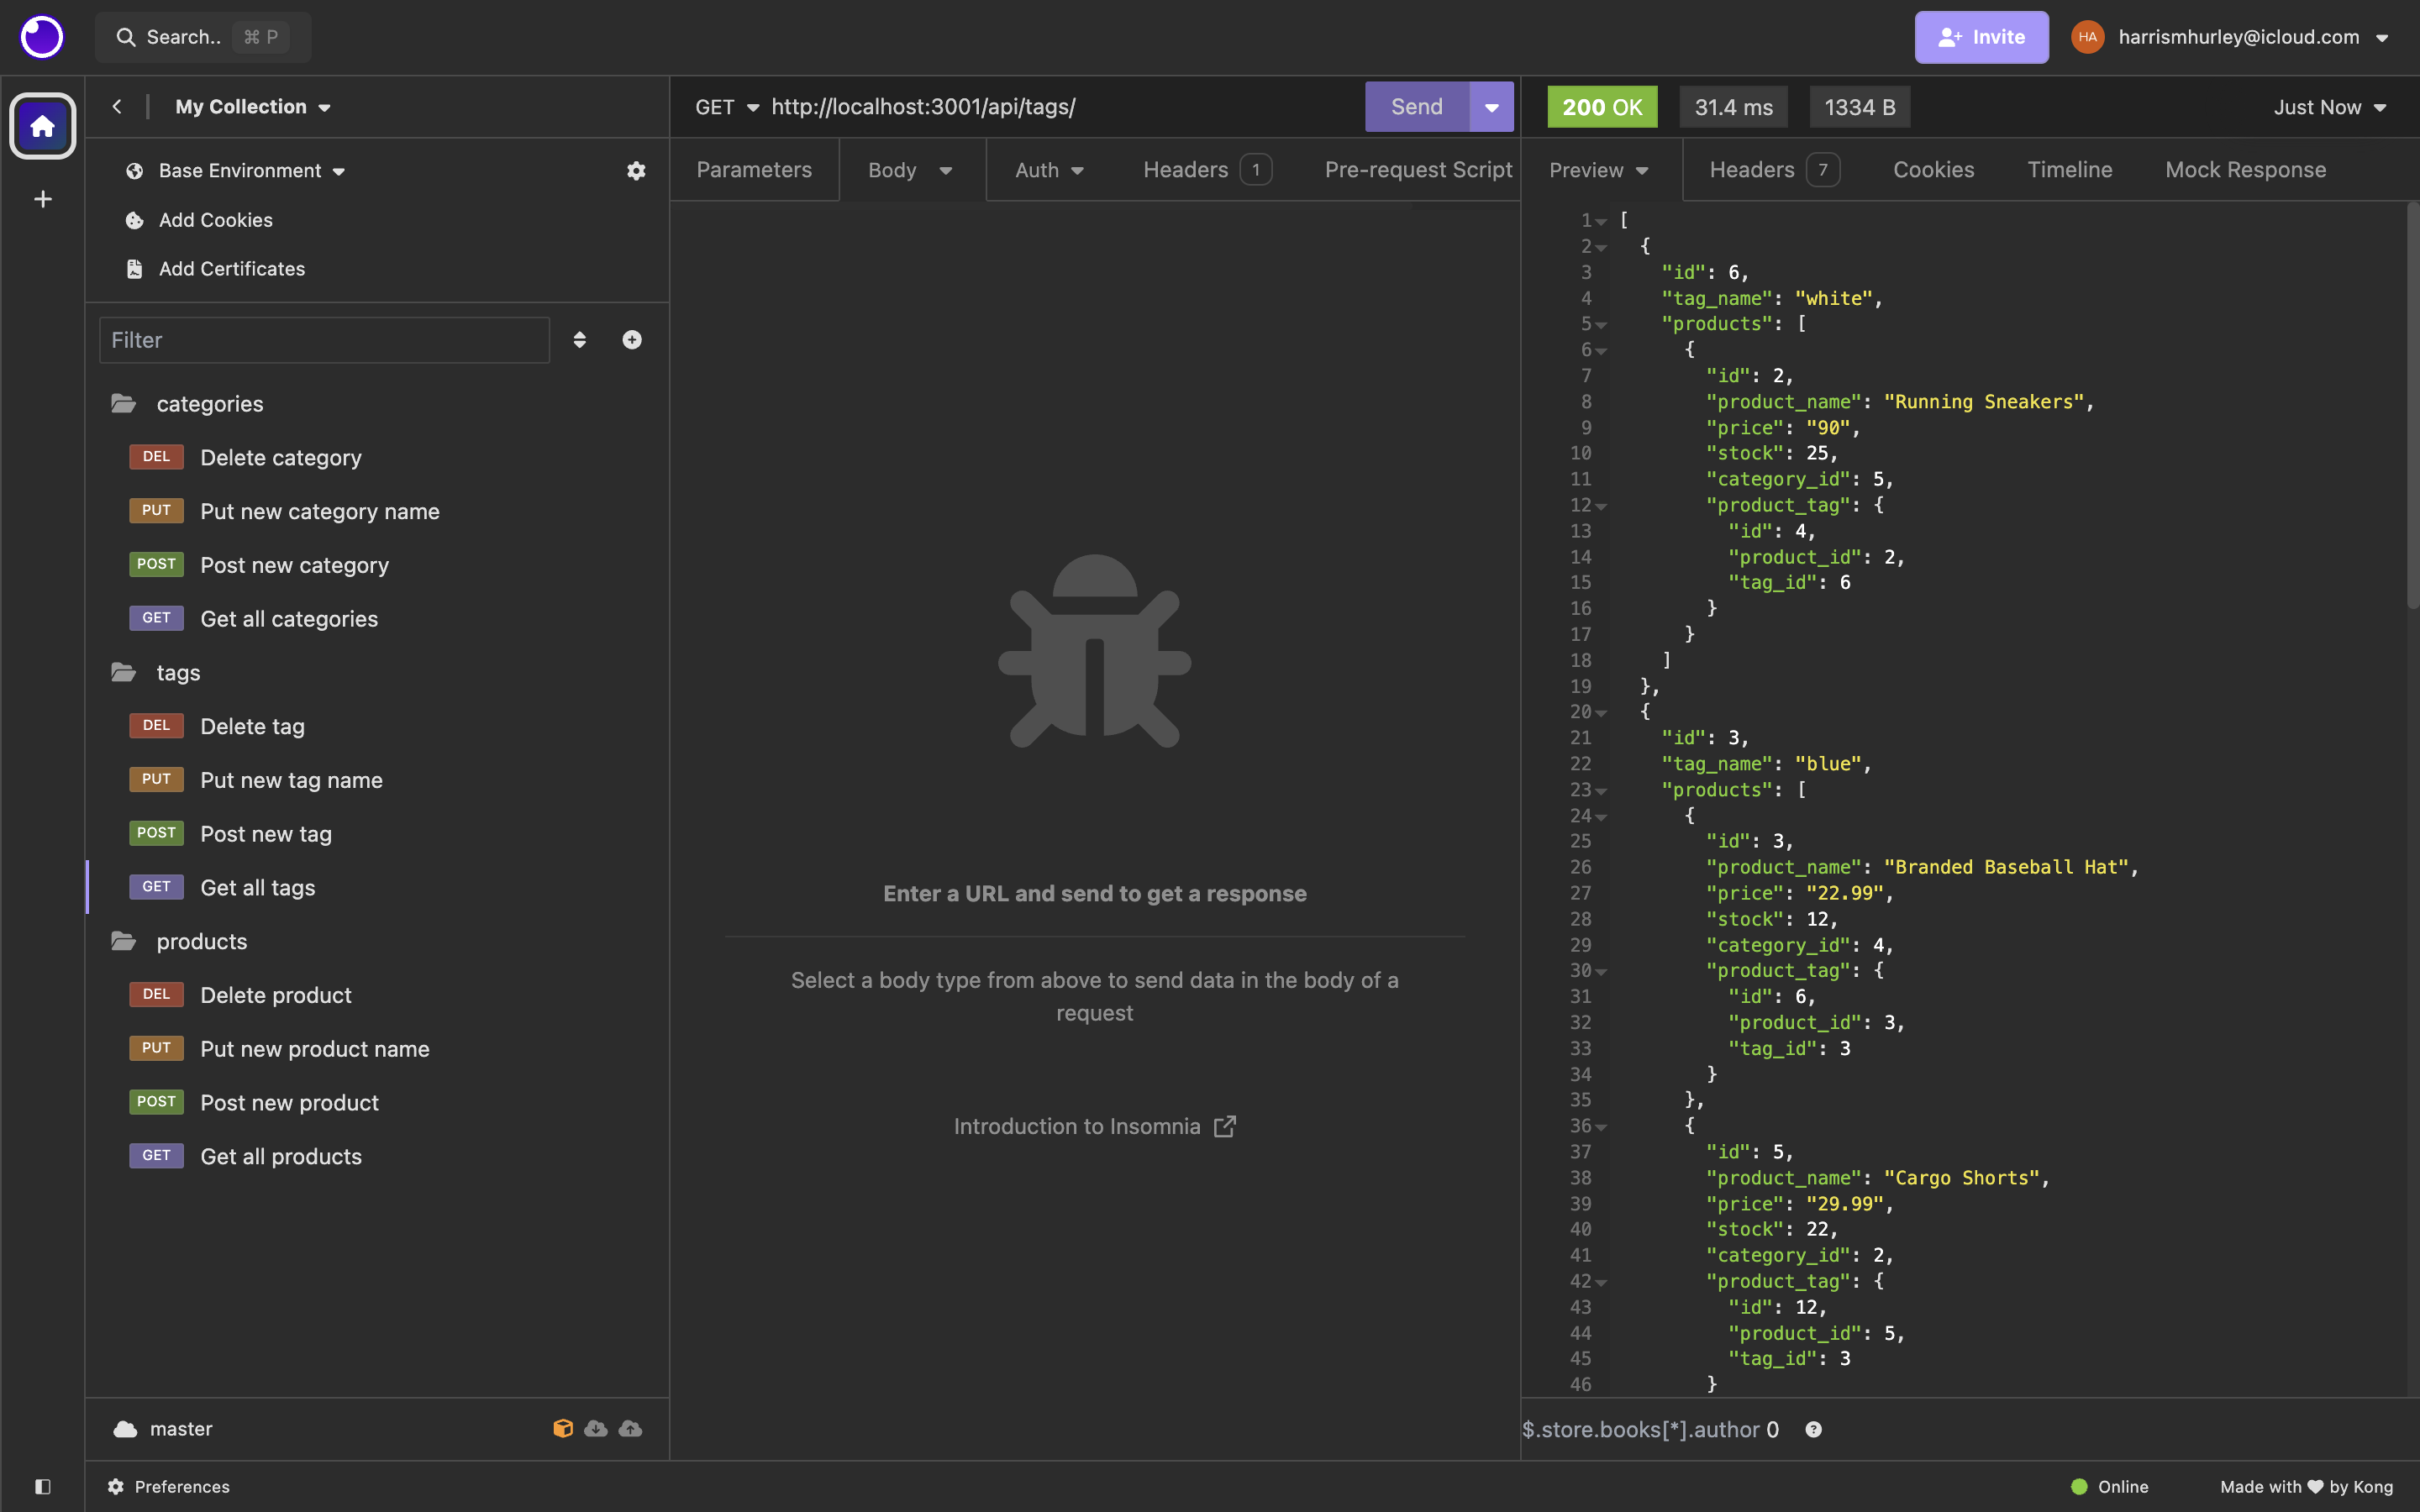 Search.. ⌘ P
Invite
HA
harrismhurley@icloud.com
My Collection
Base Environment
Add Cookies
Add Certificates
Filter
categories
DEL Delete category
PUT Put new category name
POST Post new category
GET Get all categories
tags
DEL Delete tag
PUT Put new tag name
POST Post new tag
GET Get all tags
products
DEL Delete product
PUT Put new product name
POST Post new product
GET Get all products
master
Preferences
GET http://localhost:3001/api/tags/ Send
Parameters Body Auth Headers 1 Pre-request Script
Enter a URL and send to get a response
Select a body type from above to send data in the body of a
request
Introduction to Insomnia
200 OK 31.4 ms 1334 B Just Now
Preview Headers 7 Cookies Timeline Mock Response
1 [
2 {
3 "id": 6,
4 "tag_name": "white",
5 "products": [
6 {
7 "id": 2,
8 "product_name": "Running Sneakers",
9 "price": "90",
10 "stock": 25,
11 "category_id": 5,
12 "product_tag": {
13 "id": 4,
14 "product_id": 2,
15 "tag_id": 6
16 }
17 }
18 ]
19 },
20 {
21 "id": 3,
22 "tag_name": "blue",
23 "products": [
24 {
25 "id": 3,
26 "product_name": "Branded Baseball Hat",
27 "price": "22.99",
28 "stock": 12,
29 "category_id": 4,
30 "product_tag": {
31 "id": 6,
32 "product_id": 3,
33 "tag_id": 3
34 }
35 },
36 {
37 "id": 5,
38 "product_name": "Cargo Shorts",
39 "price": "29.99",
40 "stock": 22,
41 "category_id": 2,
42 "product_tag": {
43 "id": 12,
44 "product_id": 5,
45 "tag_id": 3
46 }
$.store.books[*].author 0
Online
Made with ♥ by Kong